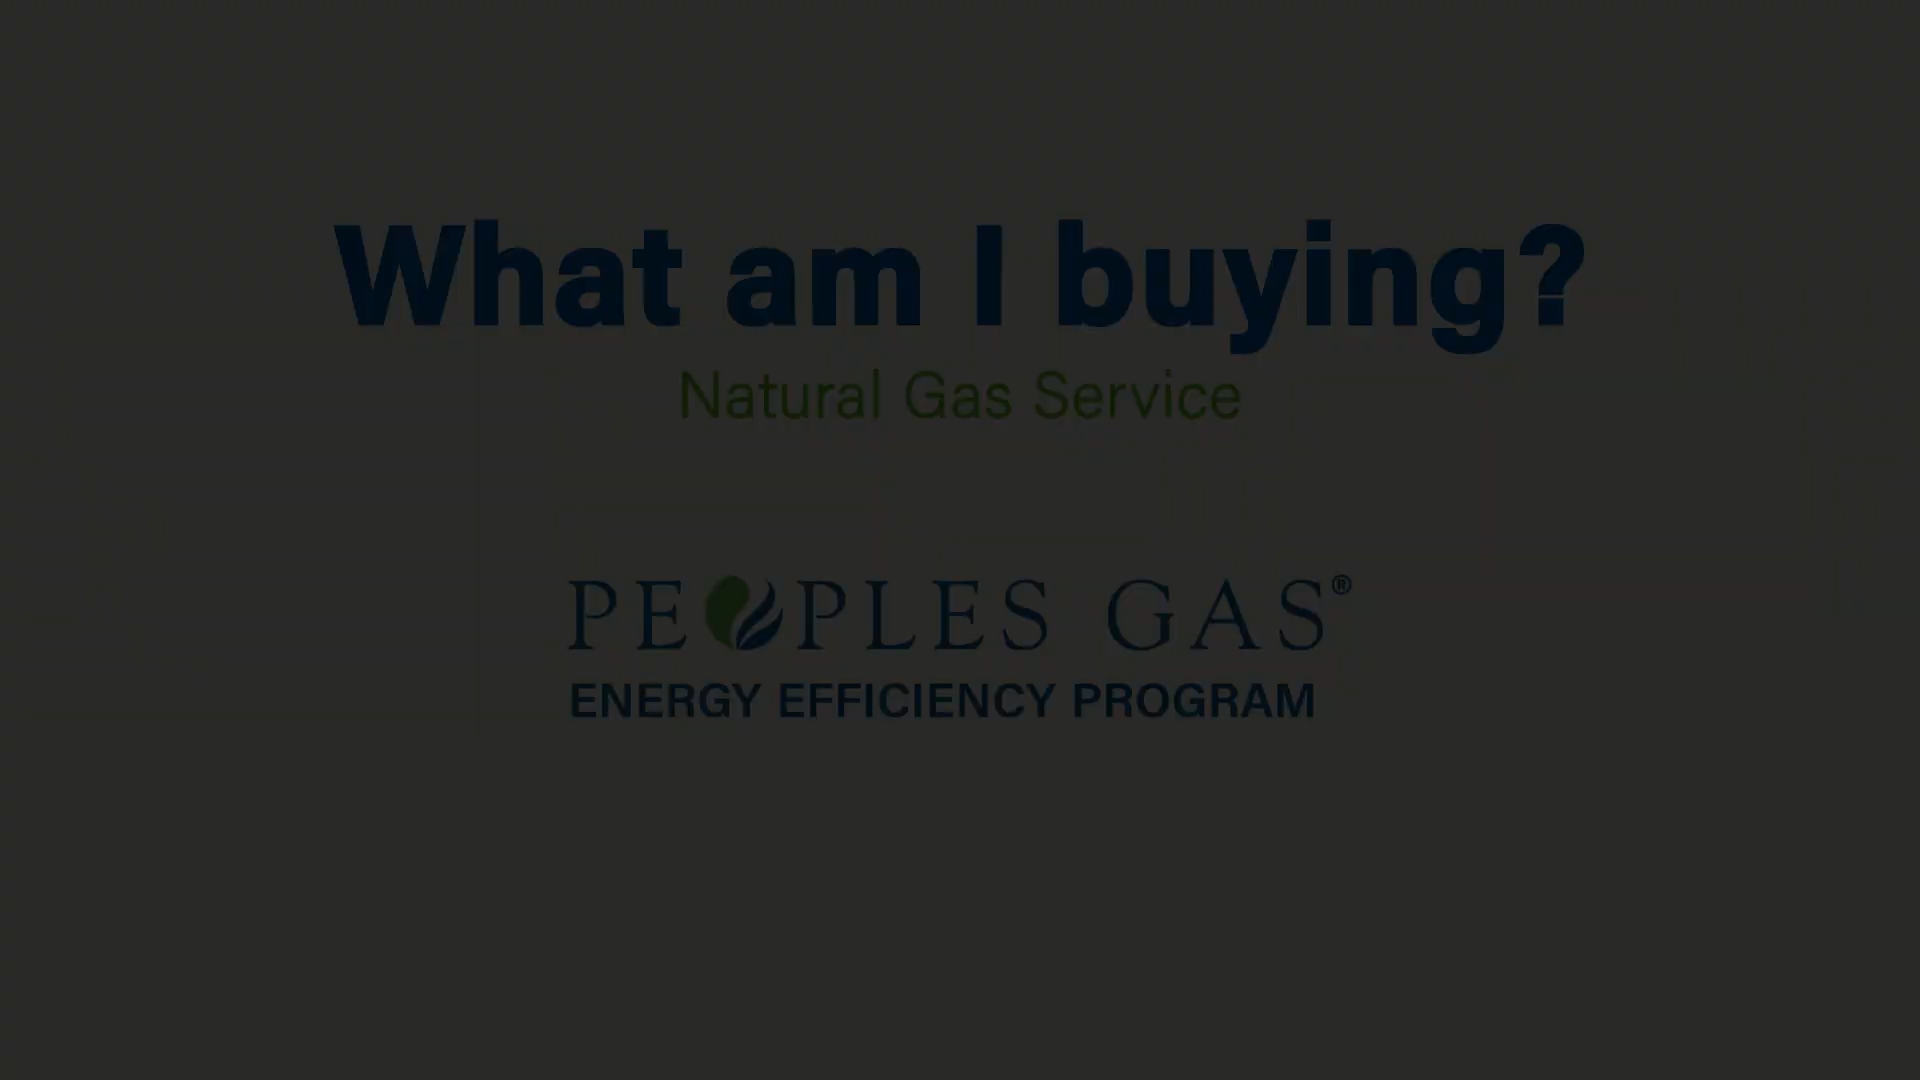 What am I buying?
Natural Gas Service
PEOPLES GAS®
ENERGY EFFICIENCY PROGRAM